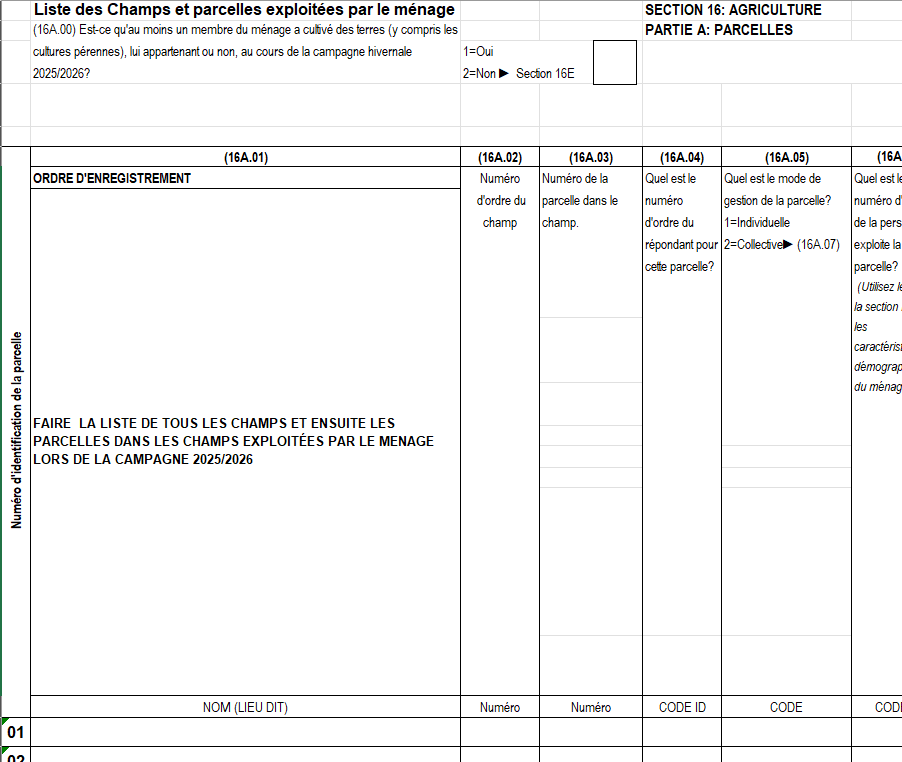 Liste des Champs et parcelles exploitées par le ménage
SECTION 16: AGRICULTURE
(16A.00) Est-ce qu'au moins un membre du ménage a cultivé des terres (y compris les
cultures pérennes), lui appartenant ou non, au cours de la campagne hivernale
2025/2026?
1=Oui
2=Non ► Section 16E
PARTIE A: PARCELLES
Numéro d'identification de la parcelle
(16A.01)
ORDRE D'ENREGISTREMENT
FAIRE LA LISTE DE TOUS LES CHAMPS ET ENSUITE LES
PARCELLES DANS LES CHAMPS EXPLOITÉES PAR LE MENAGE
LORS DE LA CAMPAGNE 2025/2026
NOM (LIEU DIT)
(16A.02)
Numéro
d'ordre du
champ
Numéro
(16A.03)
Numéro de la
parcelle dans le
champ.
Numéro
(16A.04)
Quel est le
numéro
d'ordre du
répondant pour
cette parcelle?
CODE ID
(16A.05)
Quel est le mode de
gestion de la parcelle?
1=Individuelle
2=Collective► (16A.07)
CODE
(16A
Quel est le
numéro d'
de la pers
exploite la
parcelle?
(Utilisez le
la section
les
caractérist
démograp
du ménag
COD
01
02